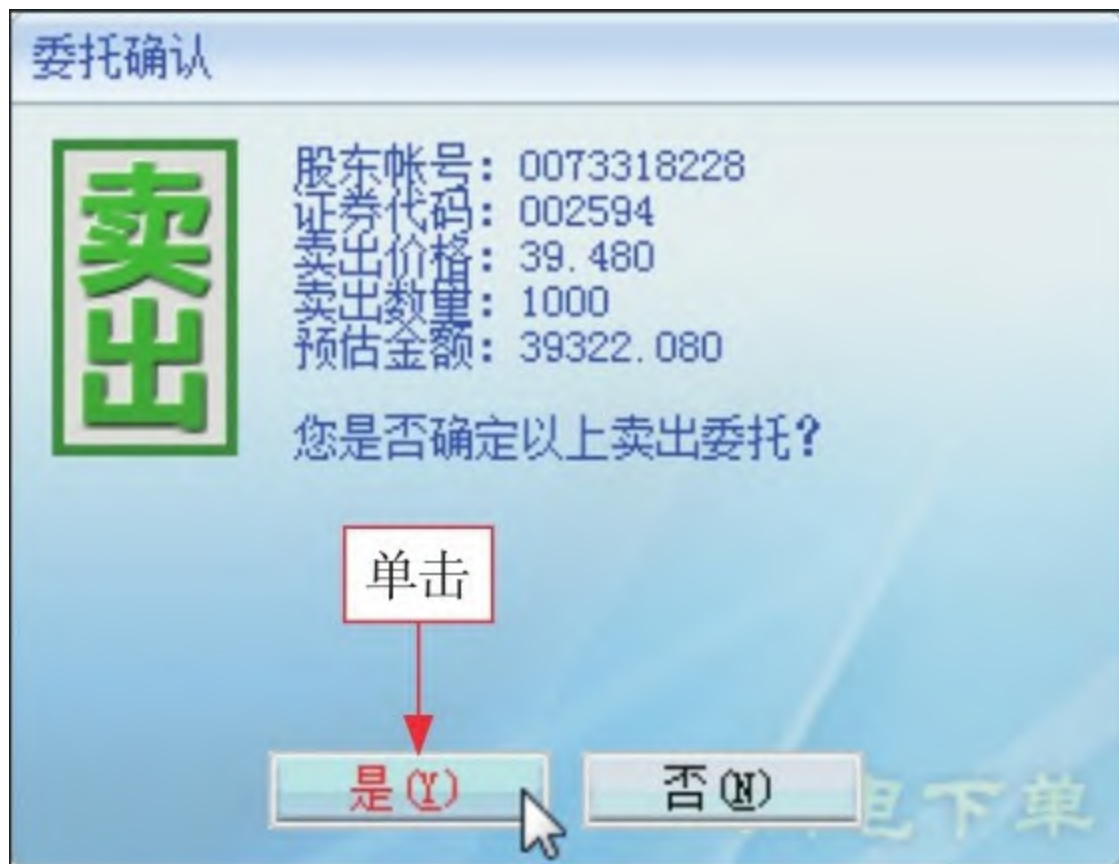 委托确认
卖出
股东帐号：0073318228
证券代码：002594
卖出价格：39.480
卖出数量：1000
预估金额：39322.080
您是否确定以上卖出委托？
单击
是(Y)
否(N)
电下单